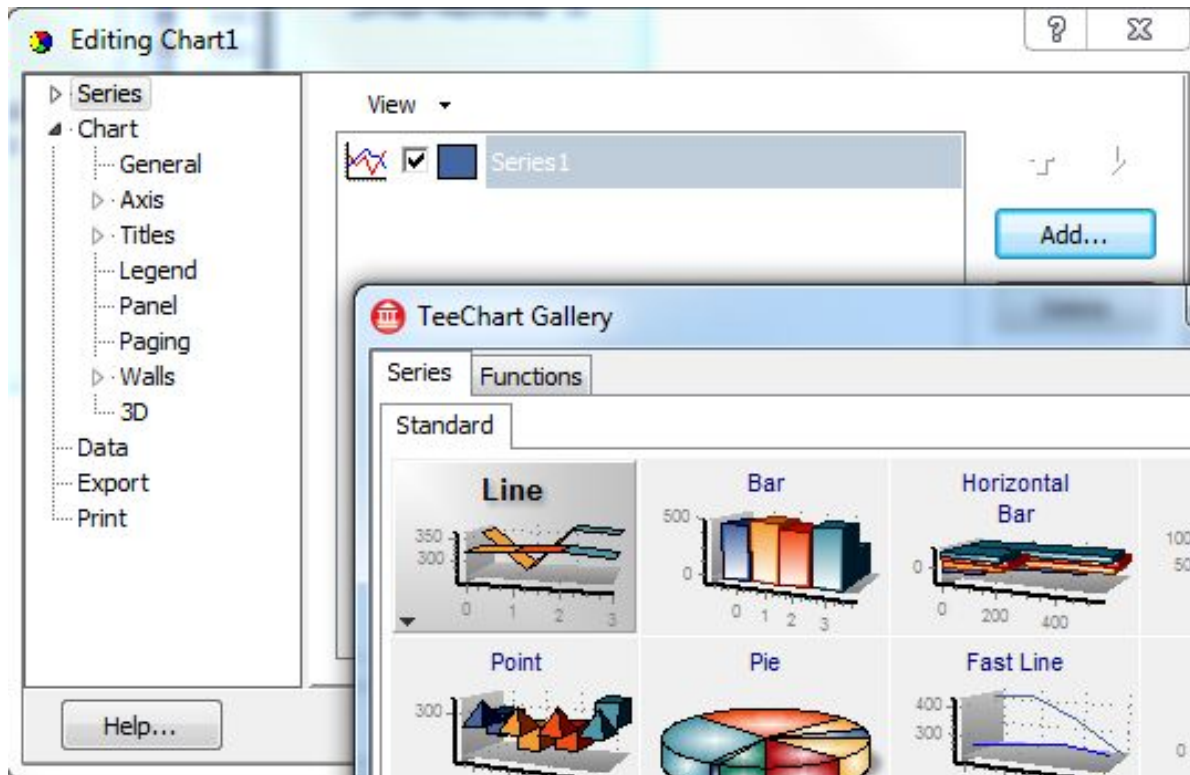 Editing Chart1
Series
Chart
General
Axis
Titles
Legend
Panel
Paging
Walls
3D
Data
Export
Print
View
Series1
Add...
TeeChart Gallery
Series
Functions
Standard
Line
350
300
0 1 2 3
Bar
500
0
0 1 2 3
Horizontal
Bar
0
0 200 400
Point
300
Pie
Fast Line
400
300
0
Help...